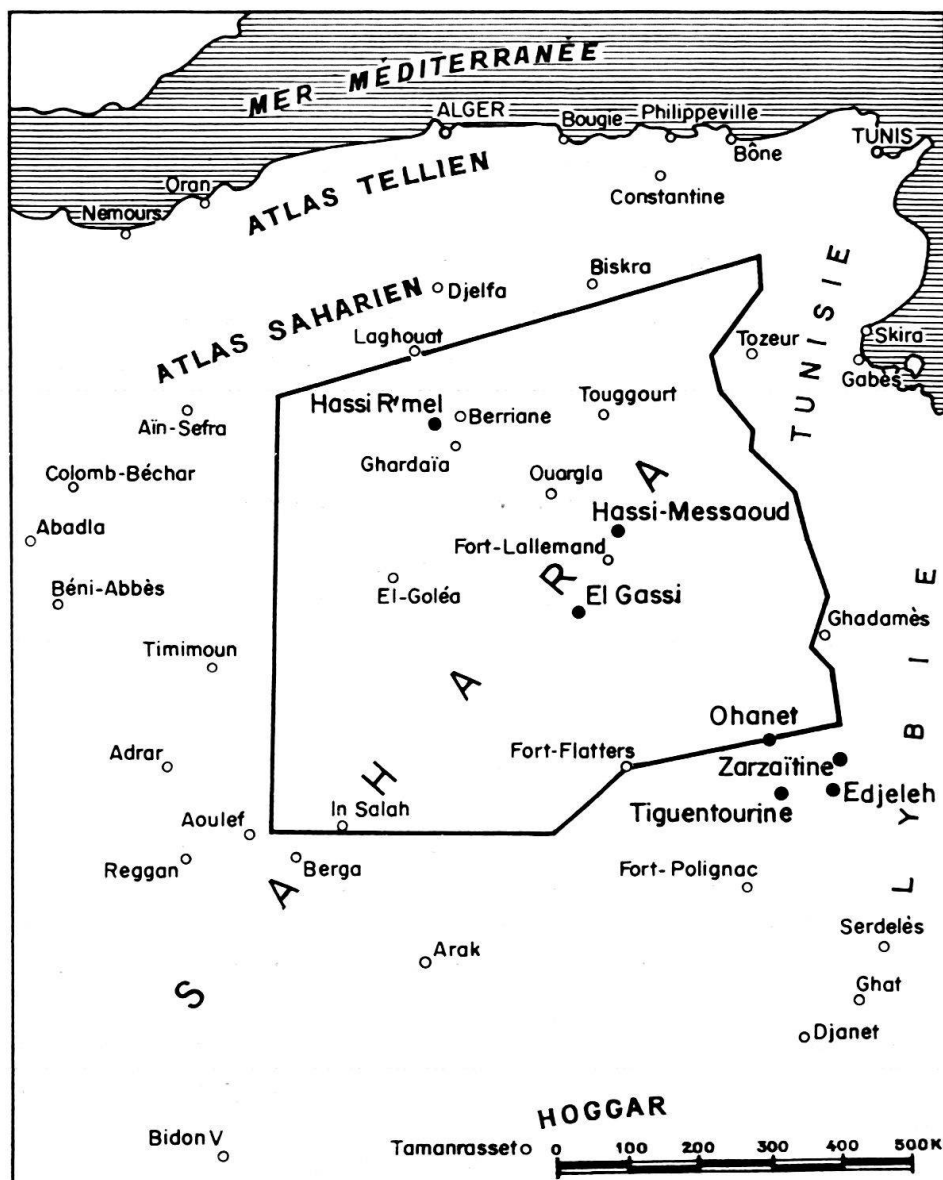 MER MÉDITERRANÉE
ALGER
Bougie
Philippeville
Bône
TUNIS
Oran
Nemours
ATLAS TELLIEN
Constantine
Biskra
Djelfa
ATLAS SAHARIEN
Laghouat
Tozeur
TUNISIE
Skira
Gabès
Aïn-Sefra
Hassi R'mel
Berriane
Touggourt
Ghardaïa
Colomb-Béchar
Ouargla
Hassi-Messaoud
Abadla
Fort-Lallemand
Béni-Abbès
El-Goléa
El Gassi
Ghadamès
Timimoun
SAHARA
Ohanet
Adrar
Fort-Flatters
Zarzaïtine
Edjeleh
Tiguentourine
LYBIE
Aoulef
In Salah
Reggan
Berga
Fort-Polignac
Serdelès
Arak
Ghat
Djanet
HOGGAR
Bidon V
Tamanrasset
0 100 200 300 400 500K